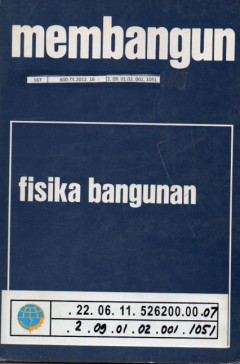 membangun
fisika bangunan
. 22. 06. 11. 526200.00.07
. 2. 09. 01. 02. 001. 1051